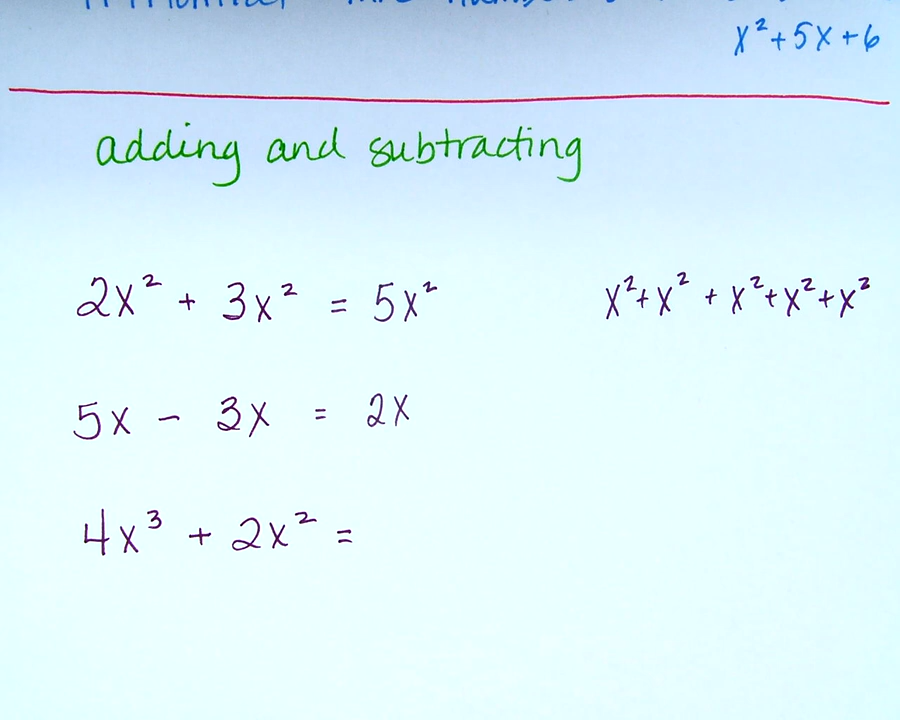 x²+5x+6
adding and subtracting
2x² + 3x² = 5x²
x²+x² + x²+x²+x²
5x - 3x = 2x
4x³ + 2x² =